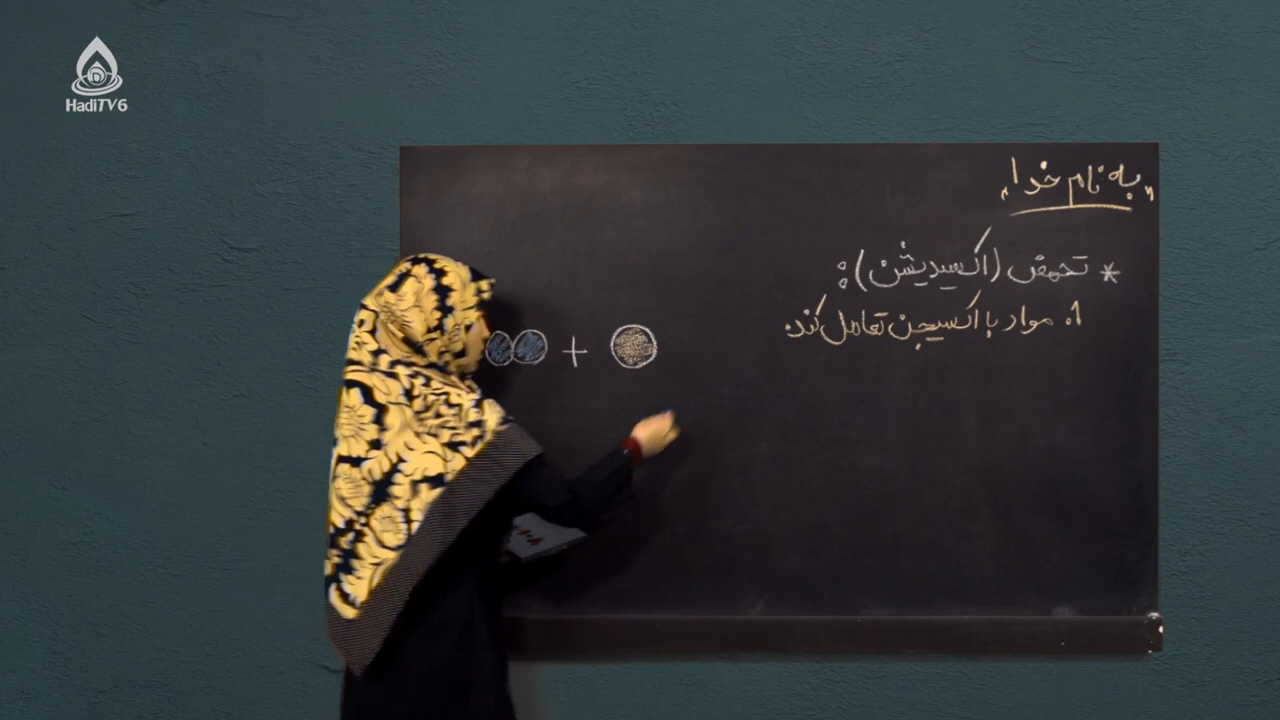 HadiTV6
"به نام خدا"
* تحمض (اکسیدیشن):
۱. مواد با اکسیجن تعامل کند.
+